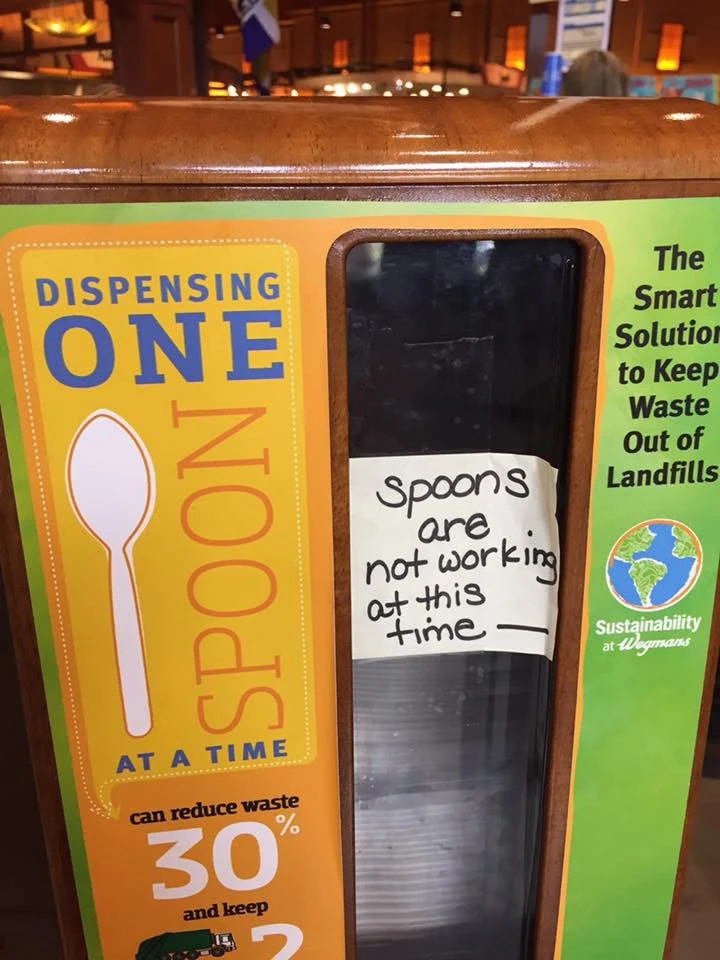 DISPENSING
ONE
SPOON
AT A TIME
can reduce waste
30%
and keep
2
Spoons
are
not working
at this
time —
The
Smart
Solution
to Keep
Waste
Out of
Landfills
Sustainability
at Wegmans